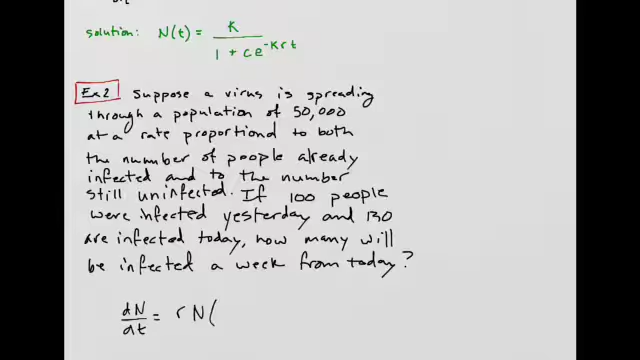 solution: N(t) = K / (1 + ce^{-Krt})
Ex 2 Suppose a virus is spreading
through a population of 50,000
at a rate proportional to both
the number of people already
infected and to the number
still uninfected. If 100 people
were infected yesterday and 130
are infected today, how many will
be infected a week from today?
dN/dt = r N(